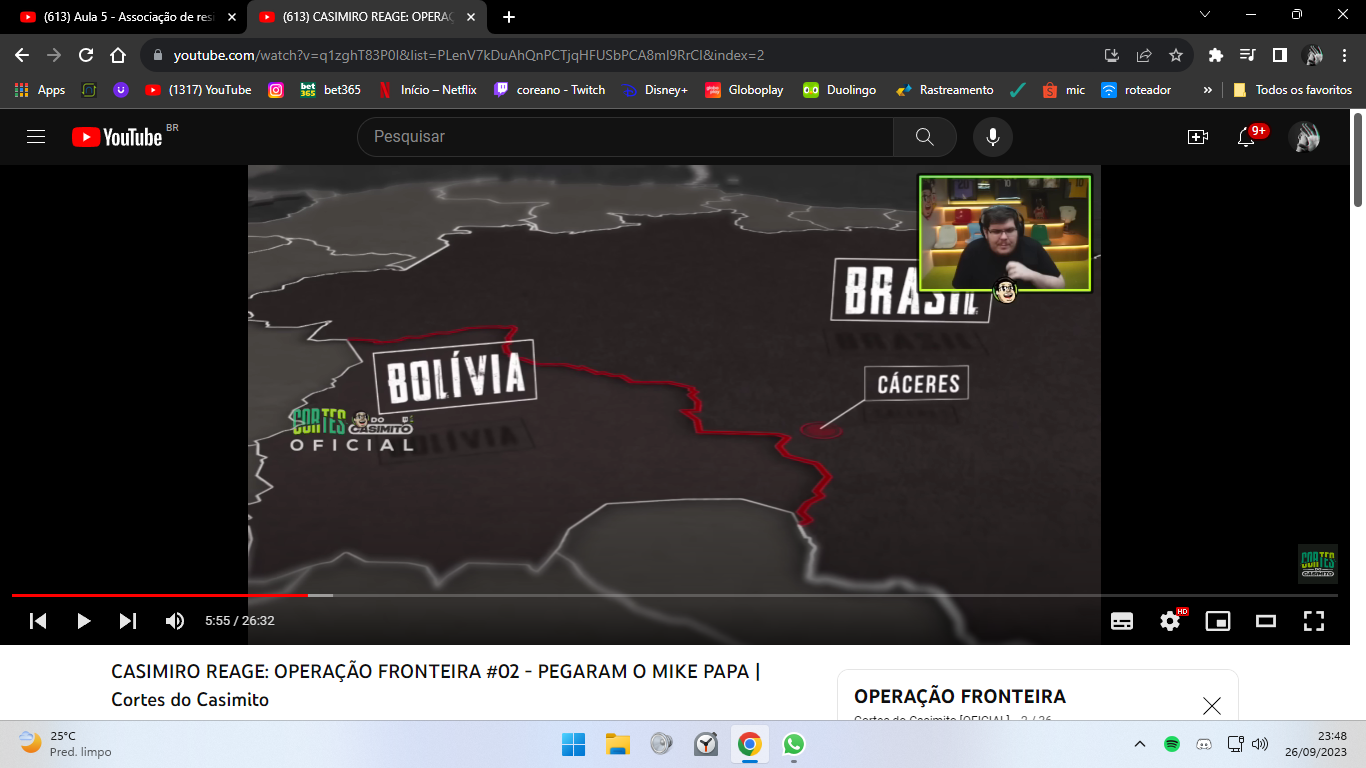 (613) Aula 5 - Associação de resi
(613) CASIMIRO REAGE: OPERAÇ
youtube.com/watch?v=q1zghT83P0I&list=PLenV7kDuAhQnPCTjqHFUSbPCA8ml9RrCI&index=2
Apps
(1317) YouTube
bet365
bet365
Início – Netflix
coreano - Twitch
Disney+
Globoplay
Duolingo
Rastreamento
mic
roteador
»
Todos os favoritos
YouTube BR
Pesquisar
9+
BRASIL
BOLÍVIA
CÁCERES
CORTES DO CASIMITO
OFICIAL
CORTES
CASIMITO
5:55 / 26:32
HD
CASIMIRO REAGE: OPERAÇÃO FRONTEIRA #02 - PEGARAM O MIKE PAPA |
Cortes do Casimito
OPERAÇÃO FRONTEIRA
Cortes do Casimito [OFICIAL] - 2 / 26
25°C
Pred. limpo
23:48
26/09/2023